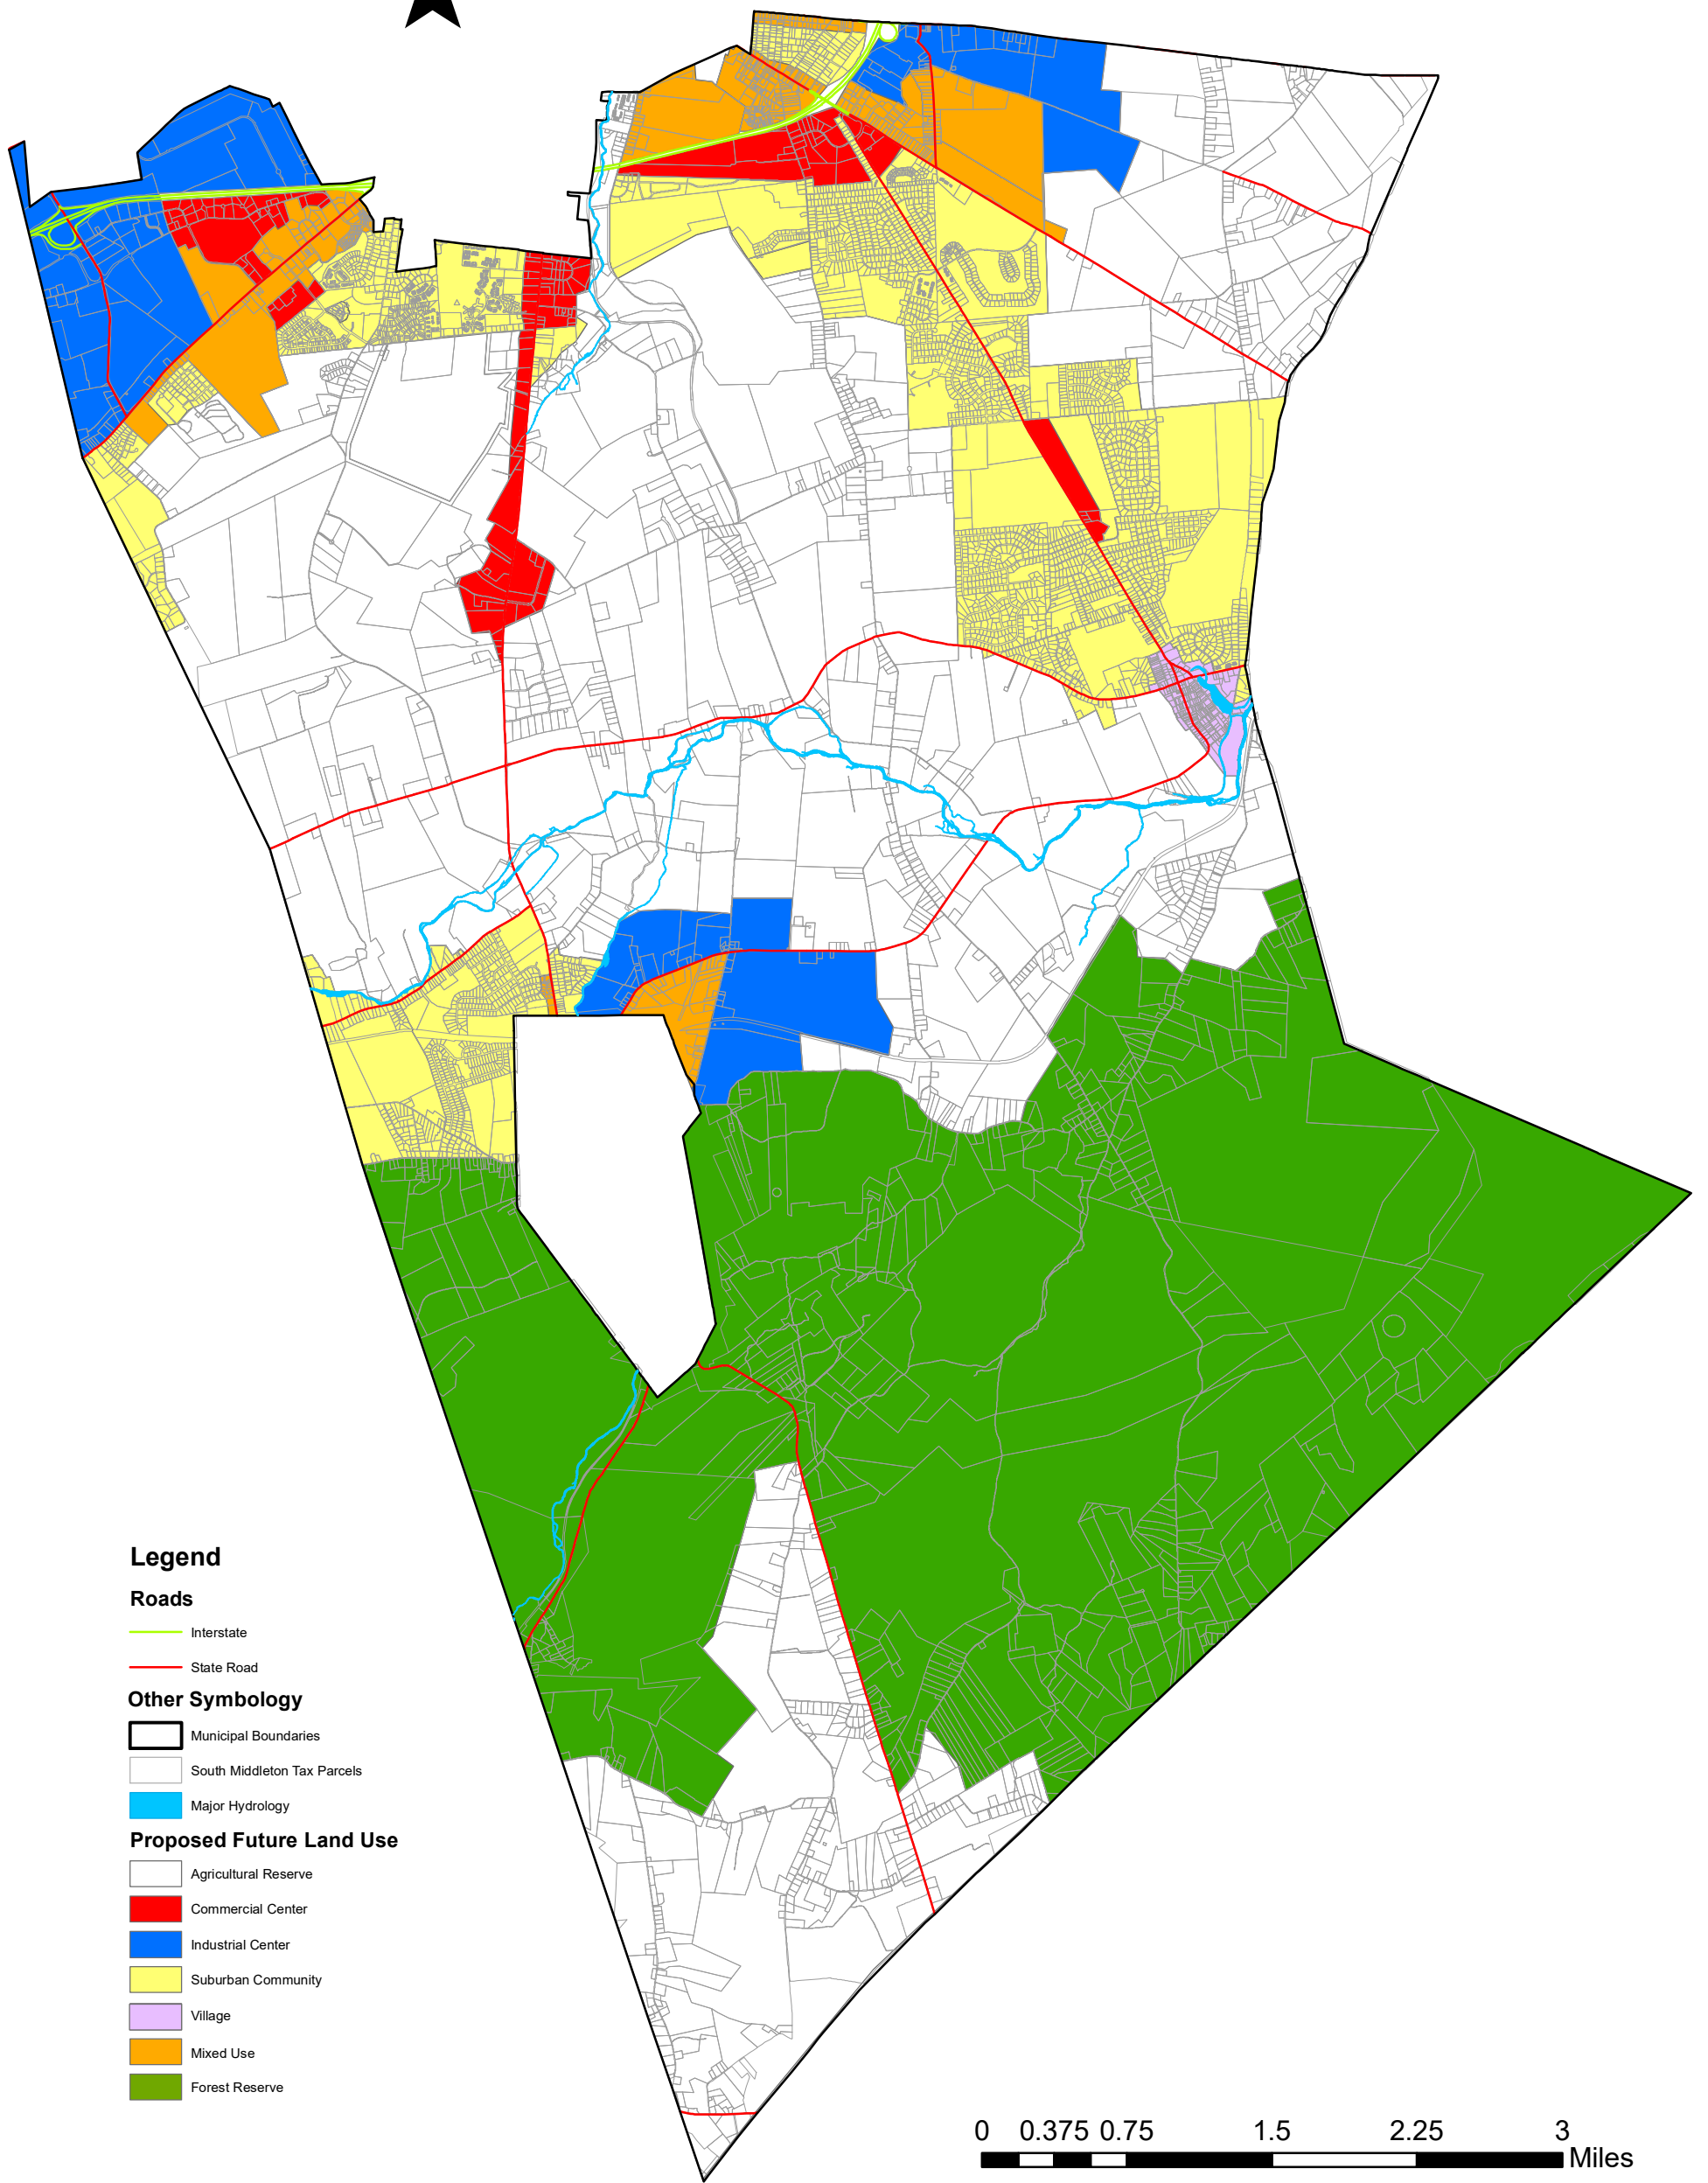 Legend
Roads
Interstate
State Road
Other Symbology
Municipal Boundaries
South Middleton Tax Parcels
Major Hydrology
Proposed Future Land Use
Agricultural Reserve
Commercial Center
Industrial Center
Suburban Community
Village
Mixed Use
Forest Reserve
0 0.375 0.75 1.5 2.25 3
Miles